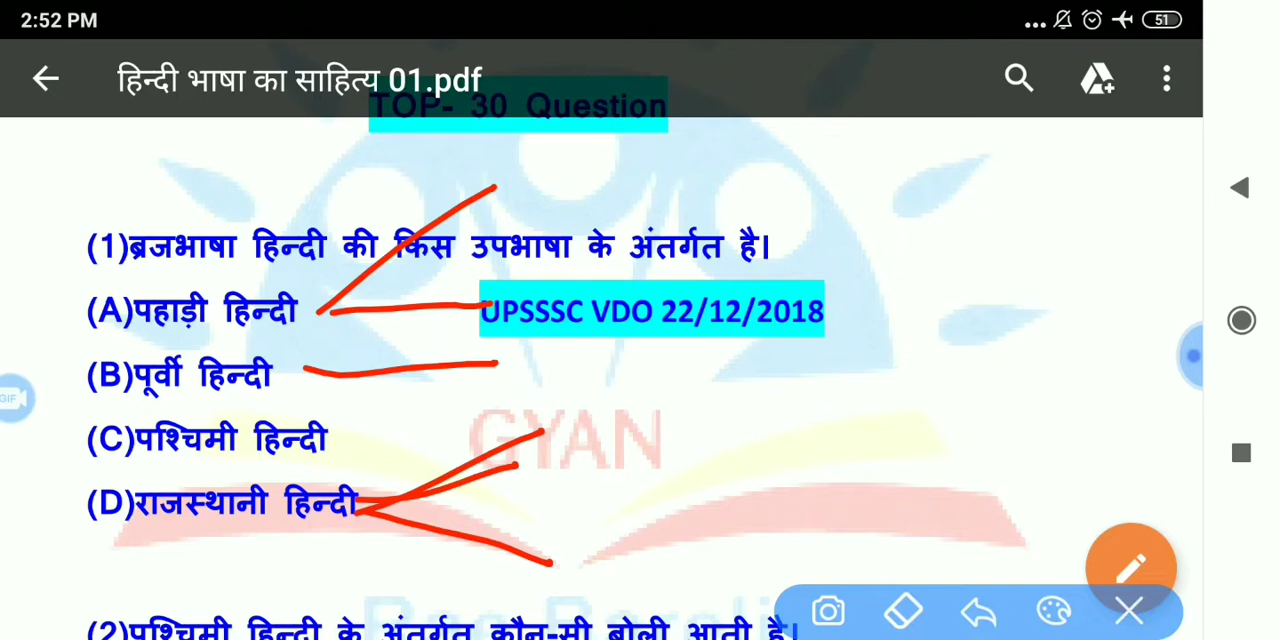 2:52 PM
51
हिन्दी भाषा का साहित्य 01.pdf
TOP- 30 Question
(1)ब्रजभाषा हिन्दी की किस उपभाषा के अंतर्गत है।
(A)पहाड़ी हिन्दी
UPSSSC VDO 22/12/2018
(B)पूर्वी हिन्दी
GIF
GYAN
(C)पश्चिमी हिन्दी
(D)राजस्थानी हिन्दी
(2)पश्चिमी हिन्दी के अंतर्गत कौन-सी बोली आती है।